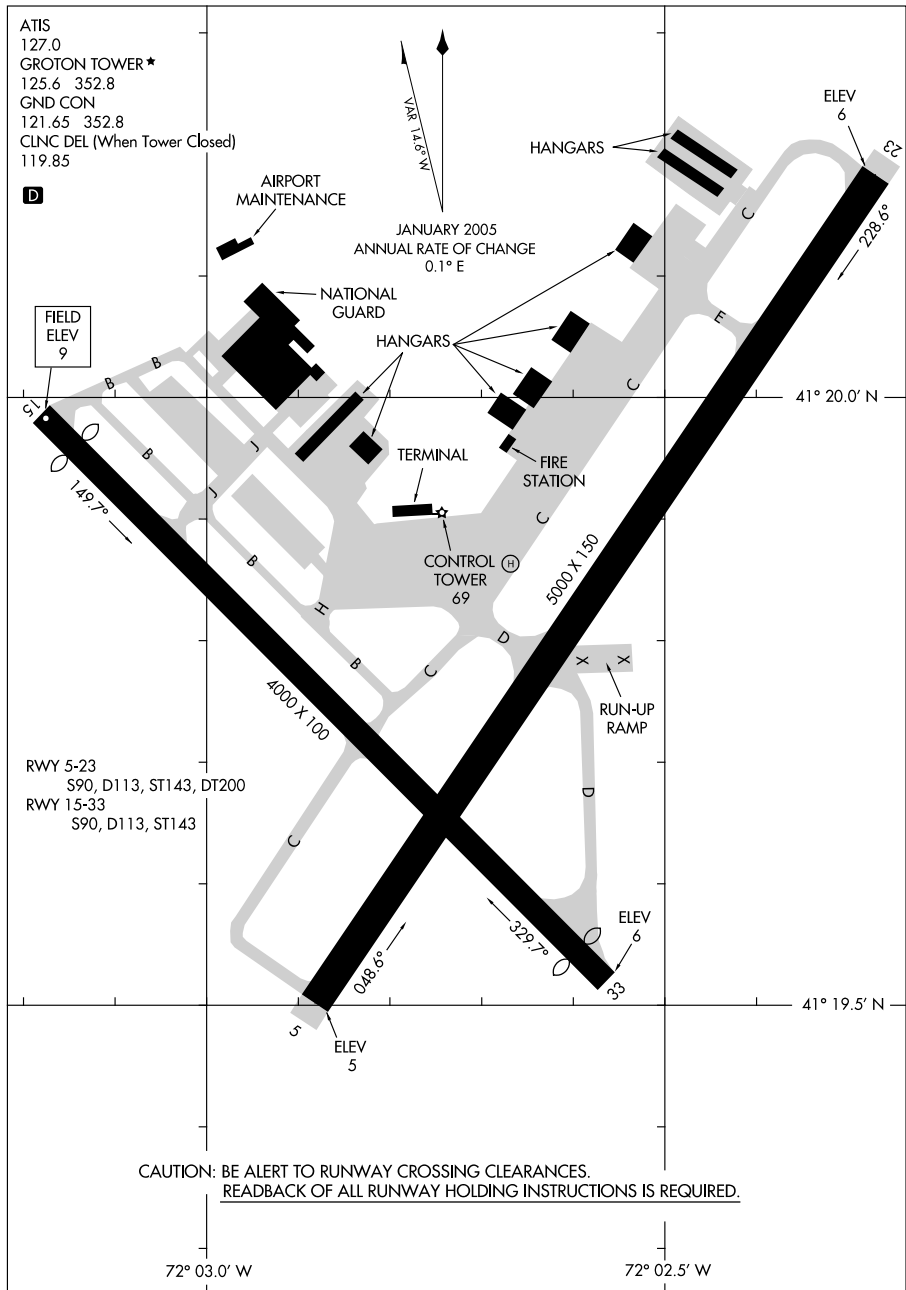 ATIS
127.0
GROTON TOWER★
125.6 352.8
GND CON
121.65 352.8
CLNC DEL (When Tower Closed)
119.85
D
VAR 14.6° W
JANUARY 2005
ANNUAL RATE OF CHANGE
0.1° E
ELEV
6
23
HANGARS
C
228.6°
AIRPORT
MAINTENANCE
NATIONAL
GUARD
HANGARS
E
FIELD
ELEV
9
B
B
C
41° 20.0' N
15
B
J
J
149.7°
TERMINAL
FIRE
STATION
C
CONTROL
TOWER
69
H
5000 X 150
B
H
B
C
D
X
X
RUN-UP
RAMP
4000 X 100
RWY 5-23
S90, D113, ST143, DT200
RWY 15-33
S90, D113, ST143
D
C
048.6°
329.7°
ELEV
6
33
41° 19.5' N
5
ELEV
5
CAUTION: BE ALERT TO RUNWAY CROSSING CLEARANCES.
READBACK OF ALL RUNWAY HOLDING INSTRUCTIONS IS REQUIRED.
72° 03.0' W
72° 02.5' W